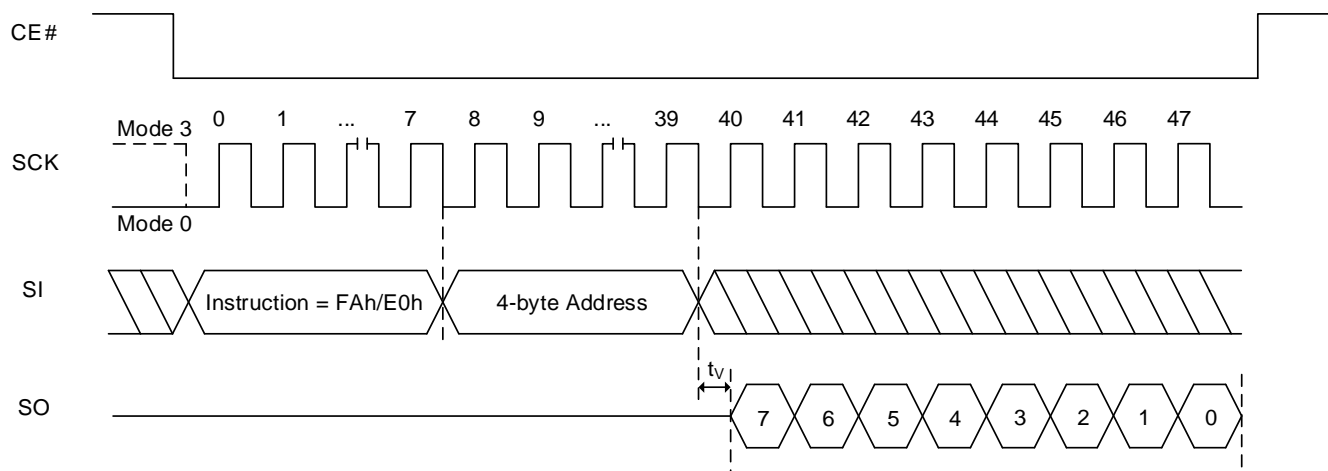 CE#
Mode 3
0 1 ... 7 8 9 ... 39 40 41 42 43 44 45 46 47
SCK
Mode 0
SI
Instruction = FAh/E0h
4-byte Address
tV
SO
7 6 5 4 3 2 1 0